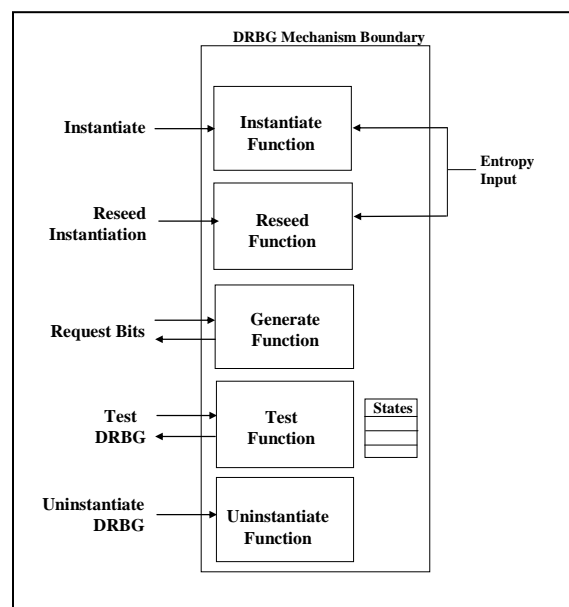 DRBG Mechanism Boundary
Instantiate
Instantiate
Function
Entropy
Input
Reseed
Instantiation
Reseed
Function
Request Bits
Generate
Function
Test
DRBG
Test
Function
States
Uninstantiate
DRBG
Uninstantiate
Function